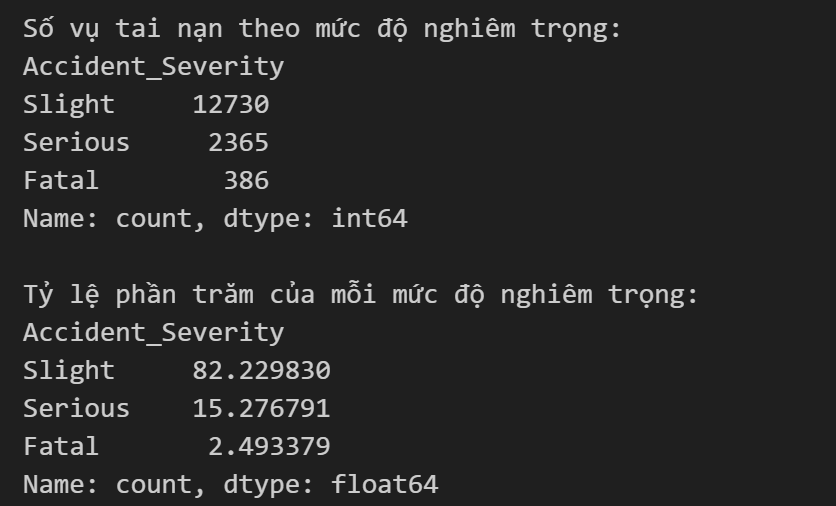 Số vụ tai nạn theo mức độ nghiêm trọng:
Accident_Severity
Slight     12730
Serious     2365
Fatal        386
Name: count, dtype: int64

Tỷ lệ phần trăm của mỗi mức độ nghiêm trọng:
Accident_Severity
Slight     82.229830
Serious    15.276791
Fatal       2.493379
Name: count, dtype: float64